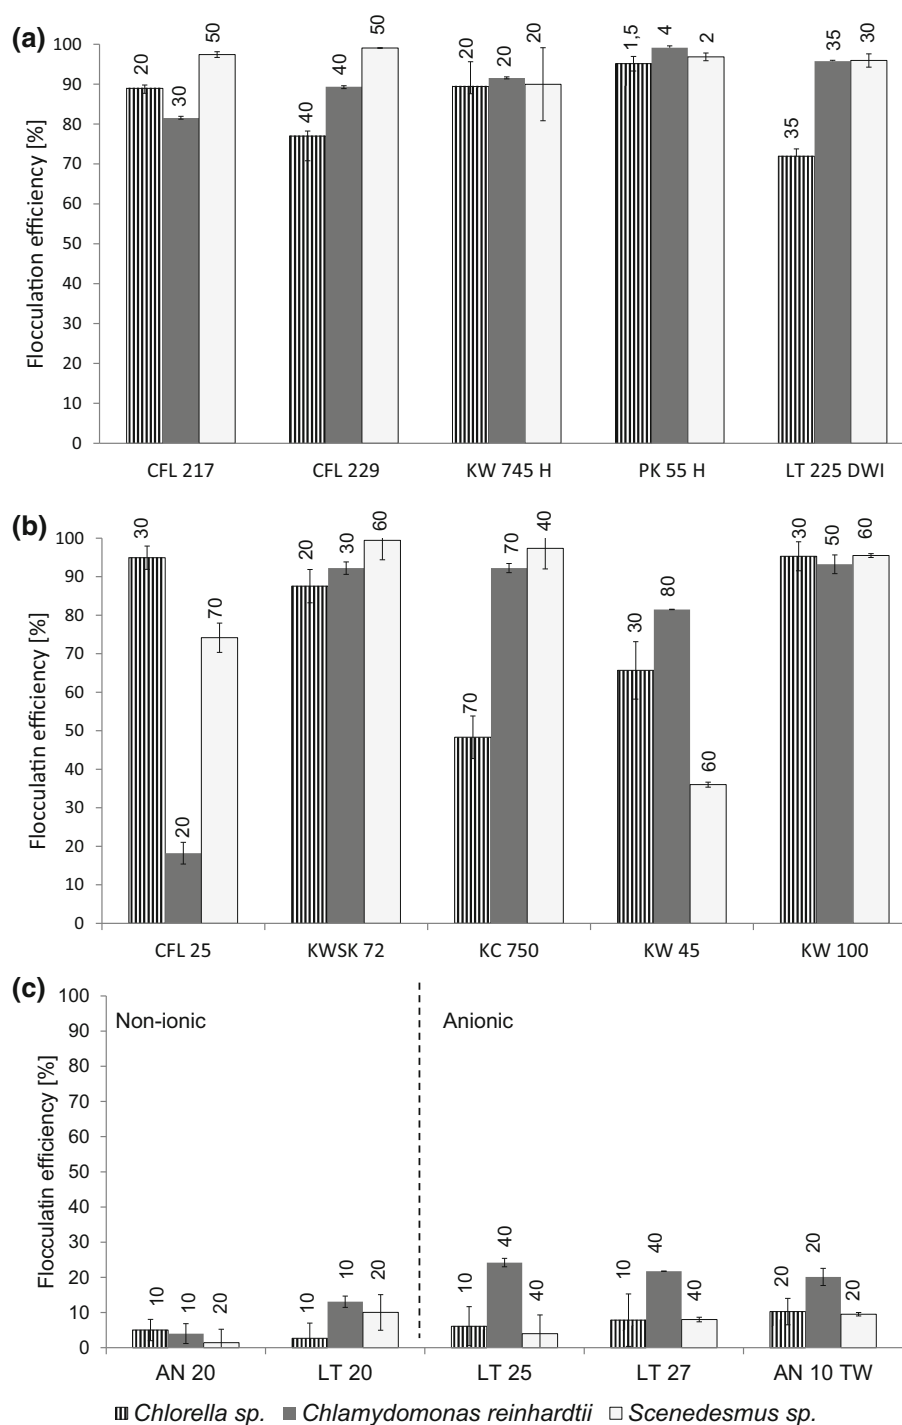 (a)
Flocculation efficiency [%]
100
90
80
70
60
50
40
30
20
10
0
20 30 50
40 40 50
20 20 20
1,5 4 2
35 35 30
CFL 217 CFL 229 KW 745 H PK 55 H LT 225 DWI
(b)
Flocculatin efficiency [%]
100
90
80
70
60
50
40
30
20
10
0
30 20 70
20 30 60
70 70 40
30 80 60
30 50 60
CFL 25 KWSK 72 KC 750 KW 45 KW 100
(c)
Flocculatin efficiency [%]
100
90
80
70
60
50
40
30
20
10
0
Non-ionic Anionic
10 10 20
10 10 20
10 40 40
10 40 40
20 20 20
AN 20 LT 20 LT 25 LT 27 AN 10 TW
Chlorella sp. Chlamydomonas reinhardtii Scenedesmus sp.